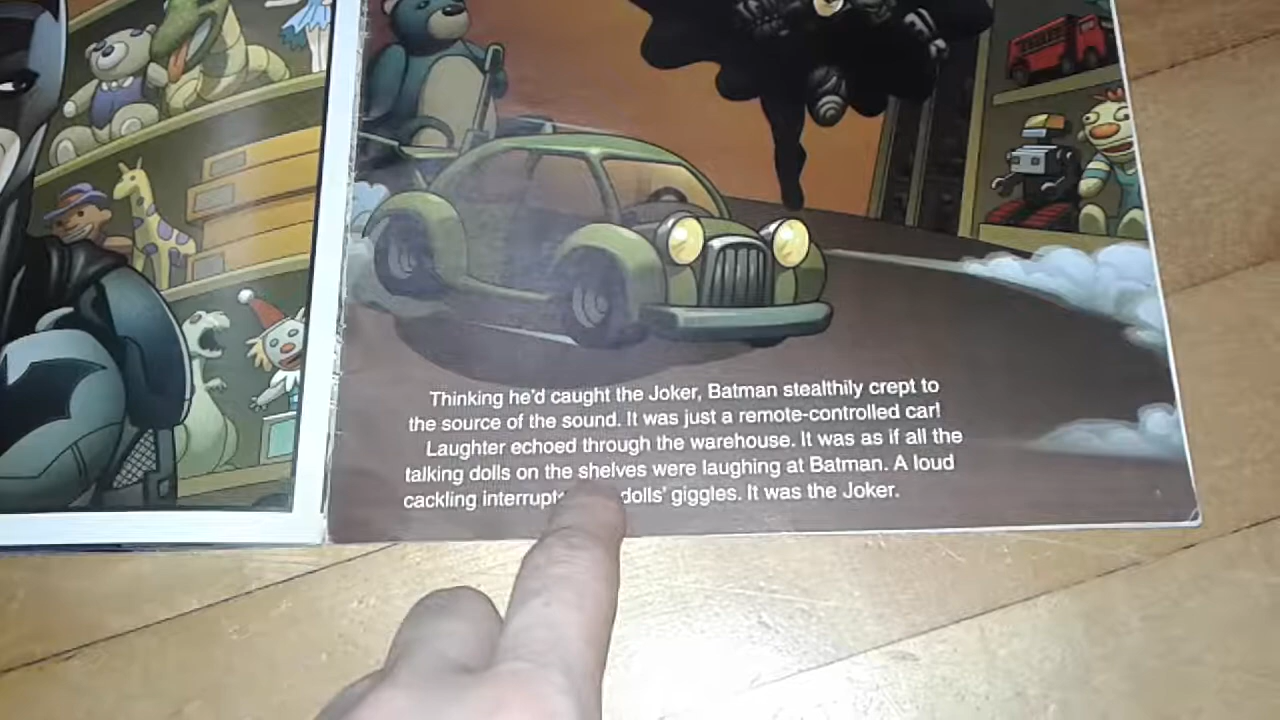 Thinking he'd caught the Joker, Batman stealthily crept to
the source of the sound. It was just a remote-controlled car!
Laughter echoed through the warehouse. It was as if all the
talking dolls on the shelves were laughing at Batman. A loud
cackling dolls' giggles. It was the Joker.